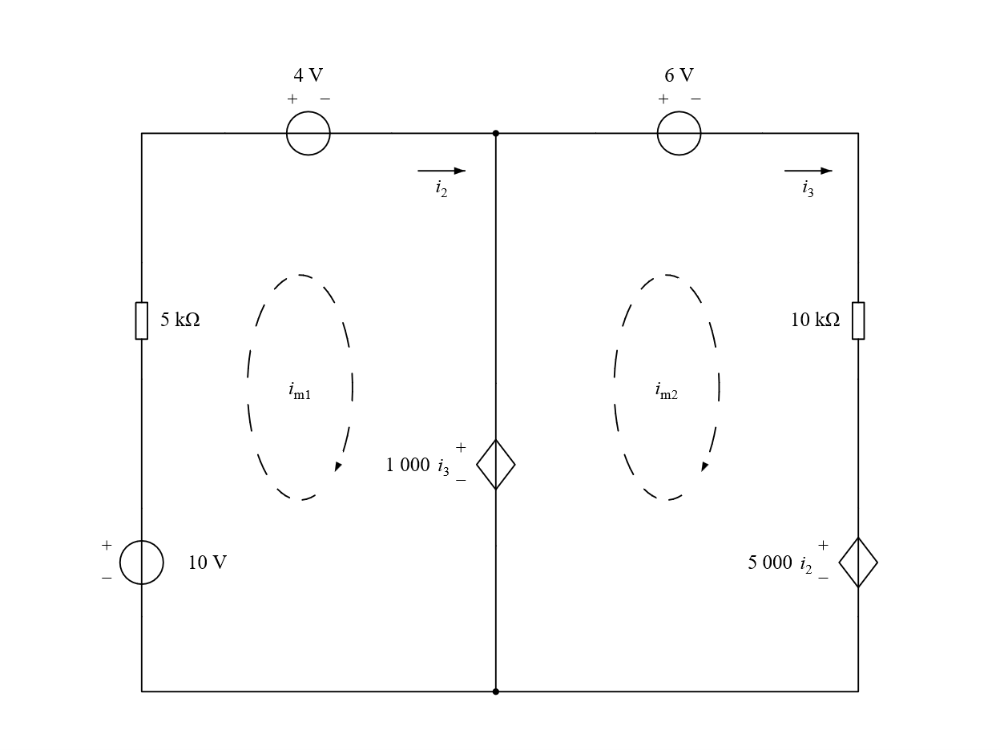 4 V
6 V
+ −
+ −
i₂
i₃
5 kΩ
10 kΩ
iₘ₁
iₘ₂
+
1 000 i₃
−
+
10 V
−
+
5 000 i₂
−